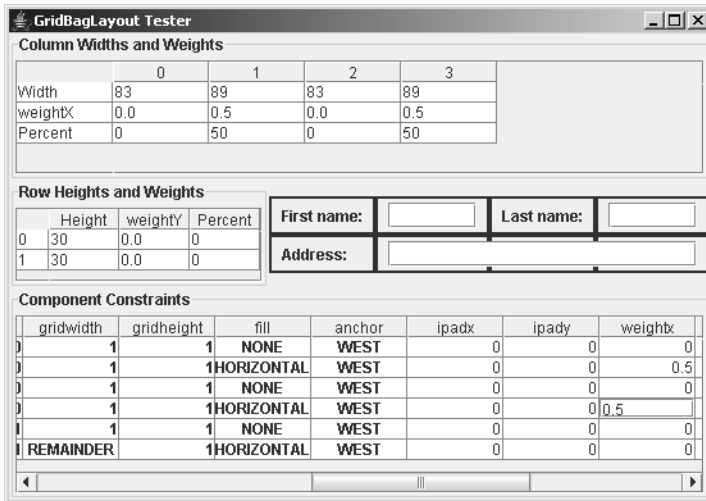 GridBagLayout Tester
Column Widths and Weights
0 1 2 3
Width 83 89 83 89
weightX 0.0 0.5 0.0 0.5
Percent 0 50 0 50
Row Heights and Weights
Height weightY Percent
0 30 0.0 0
1 30 0.0 0
First name: Last name:
Address:
Component Constraints
gridwidth gridheight fill anchor ipadx ipady weightx
1 1 NONE WEST 0 0 0
1 1 HORIZONTAL WEST 0 0 0.5
1 1 NONE WEST 0 0 0
1 1 HORIZONTAL WEST 0 0 0.5
1 1 NONE WEST 0 0 0
REMAINDER 1 HORIZONTAL WEST 0 0 0